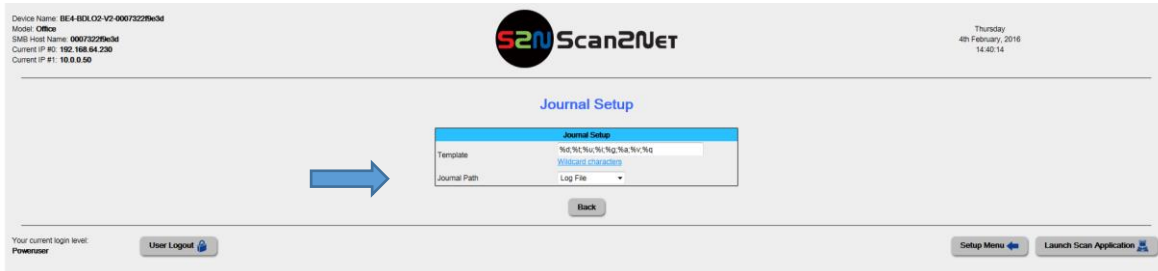 Device Name: BE4-BDLO2-V2-0007322f9e3d
Model: Office
SMB Host Name: 0007322f9e3d
Current IP #0: 192.168.64.230
Current IP #1: 10.0.0.50
S2N Scan2Net
Thursday
4th February, 2016
14:40:14
Journal Setup
Journal Setup
Template
%d;%t;%u;%i;%g;%a;%v;%q
Wildcard characters
Journal Path
Log File
Back
Your current login level:
Poweruser
User Logout
Setup Menu
Launch Scan Application